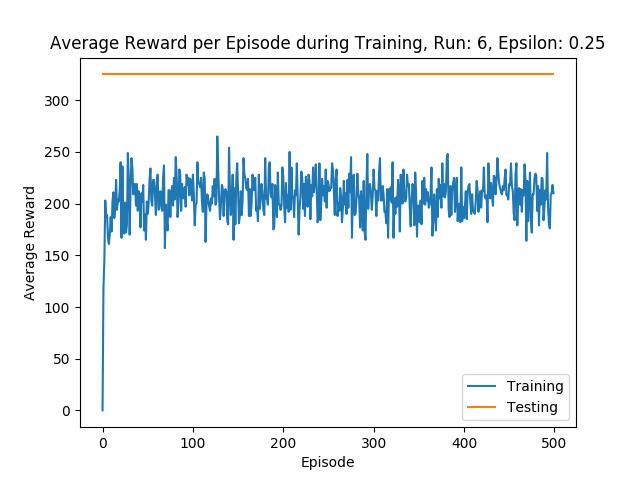 Average Reward per Episode during Training, Run: 6, Epsilon: 0.25
Average Reward
300
250
200
150
100
50
0
0 100 200 300 400 500
Episode
Training
Testing